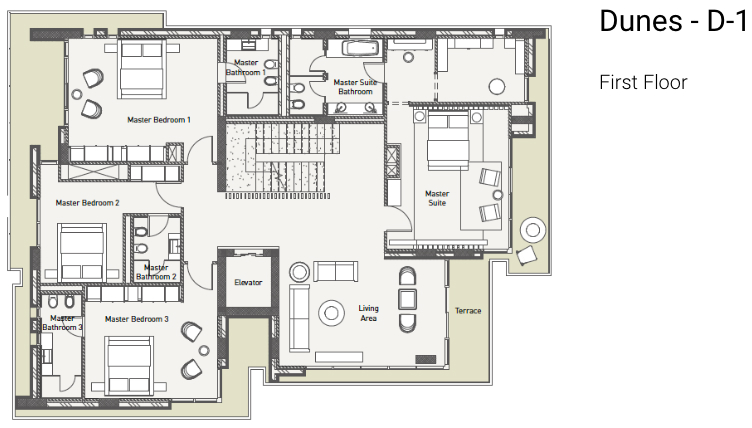 Dunes - D-1
First Floor
Master
Bathroom 1
Master Suite
Bathroom
Master Bedroom 1
Master Bedroom 2
Master
Suite
Master
Bathroom 2
Elevator
Living
Area
Terrace
Master
Bathroom 3
Master Bedroom 3